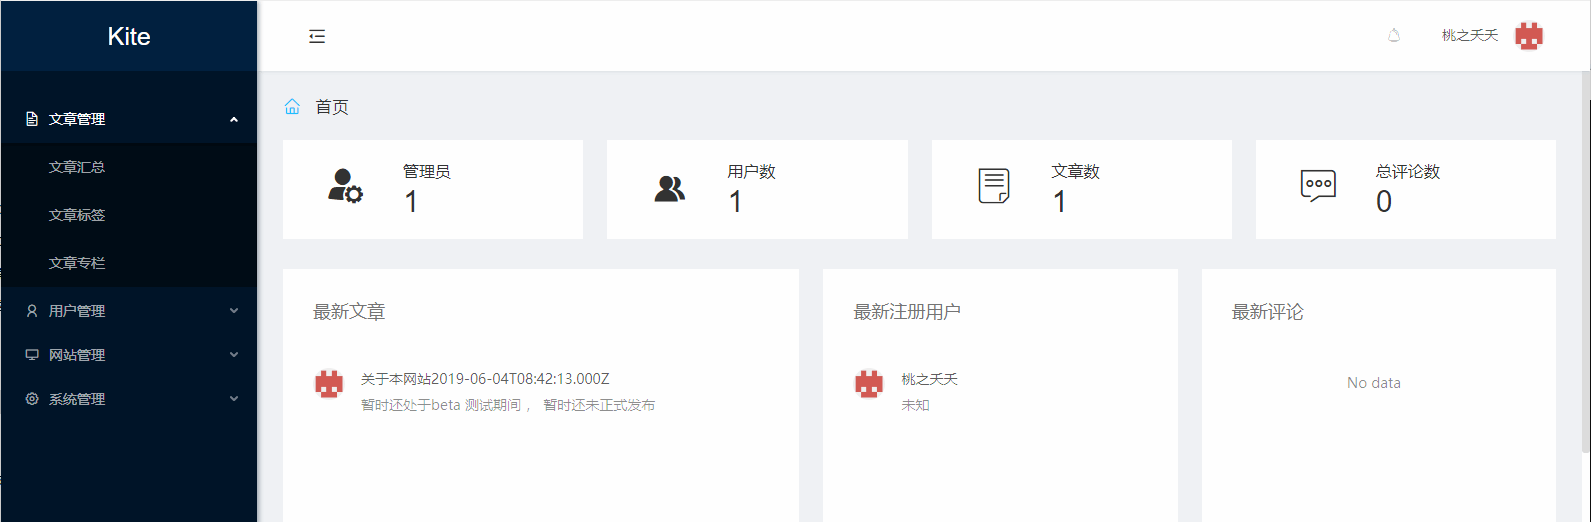 Kite
桃之夭夭
文章管理
文章汇总
文章标签
文章专栏
用户管理
网站管理
系统管理
首页
管理员
1
用户数
1
文章数
1
总评论数
0
最新文章
关于本网站2019-06-04T08:42:13.000Z
暂时还处于beta 测试期间 ， 暂时还未正式发布
最新注册用户
桃之夭夭
未知
最新评论
No data